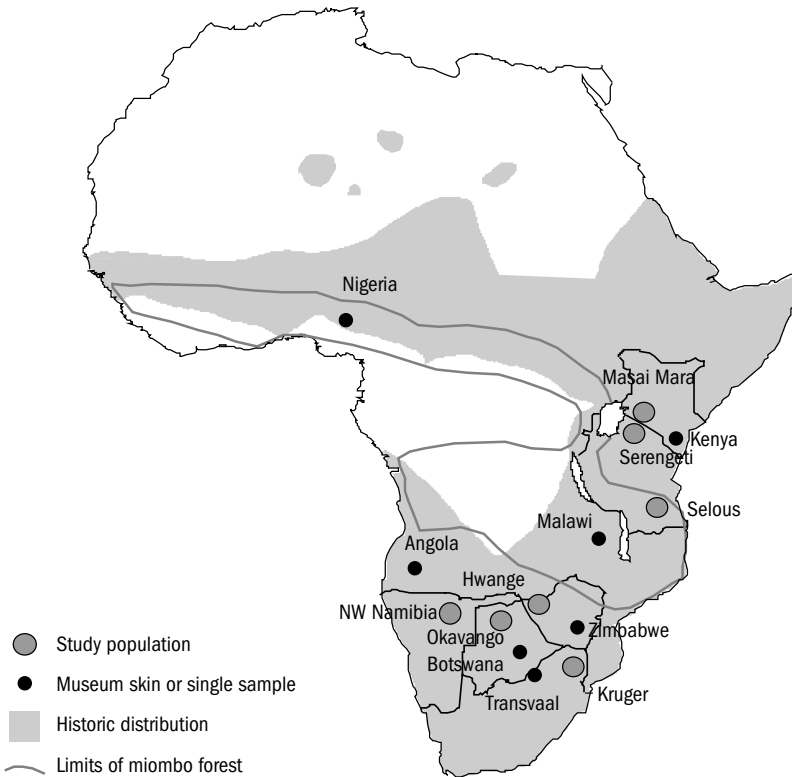 Nigeria
Masai Mara
Kenya
Serengeti
Selous
Malawi
Angola
Hwange
NW Namibia
Okavango
ZImbabwe
Botswana
Transvaal
Kruger
Study population
Museum skin or single sample
Historic distribution
Limits of miombo forest